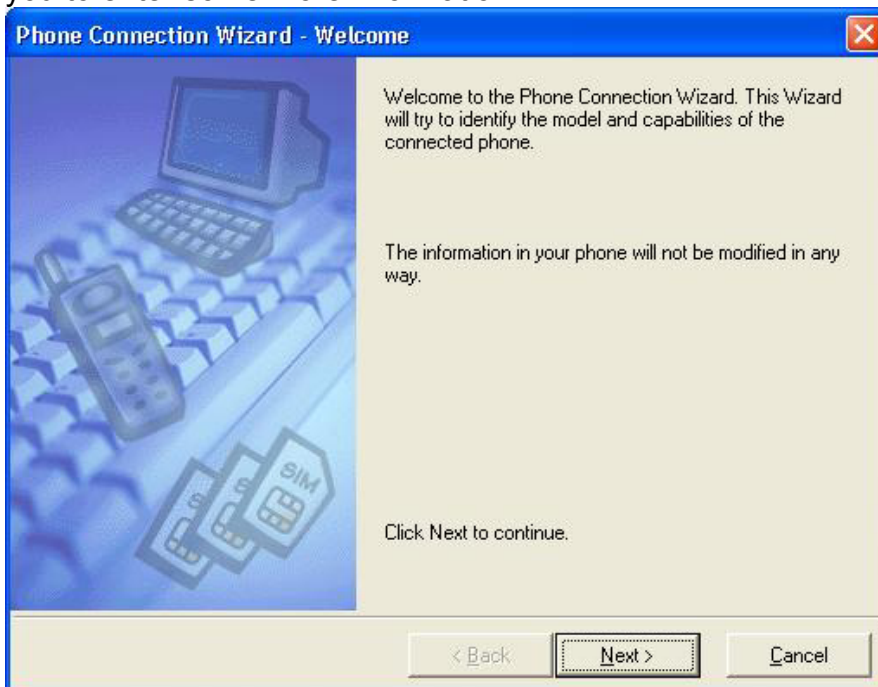 Phone Connection Wizard - Welcome
Welcome to the Phone Connection Wizard. This Wizard
will try to identify the model and capabilities of the
connected phone.
The information in your phone will not be modified in any
way.
SIM
Click Next to continue.
< Back
Next >
Cancel